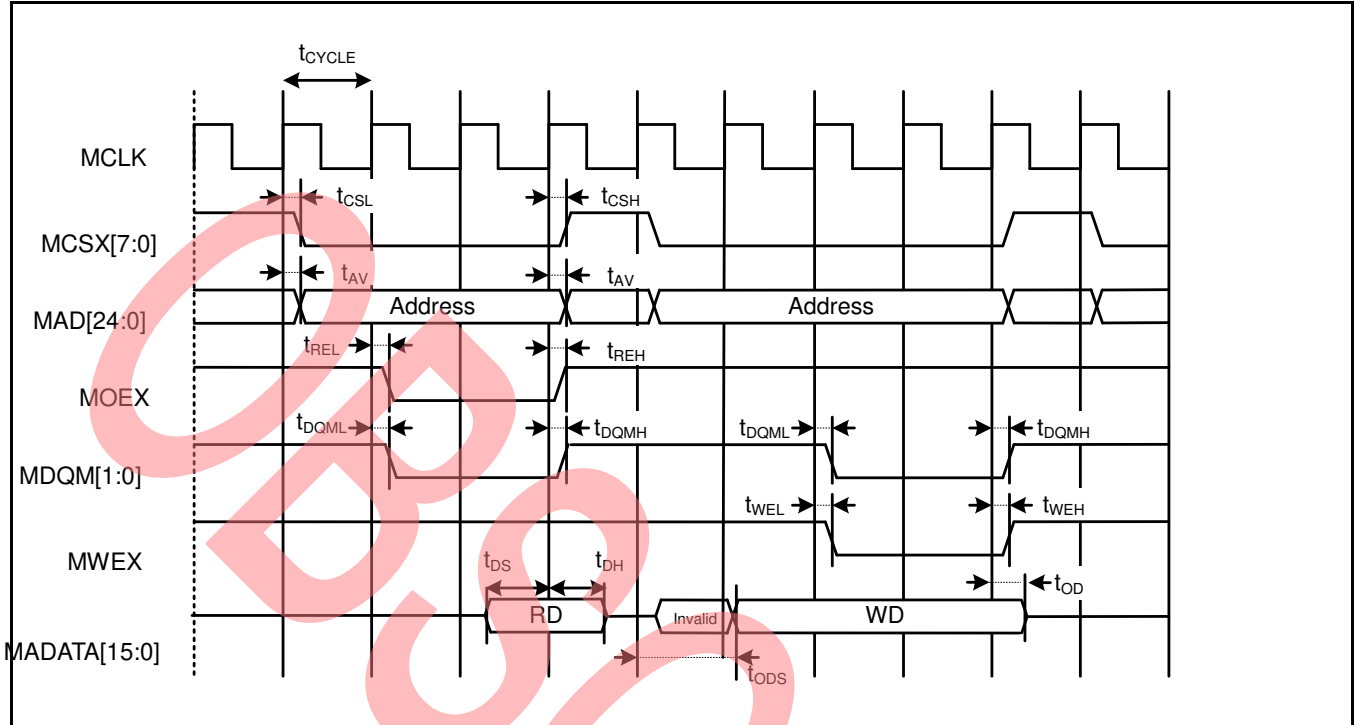 tCYCLE
MCLK
tCSL
tCSH
MCSX[7:0]
tAV
tAV
MAD[24:0]
Address
Address
tREL
tREH
MOEX
tDQML
tDQMH
tDQML
tDQMH
MDQM[1:0]
tWEL
tWEH
MWEX
tDS
tDH
tOD
RD
Invalid
WD
MADATA[15:0]
tODS
OBSO